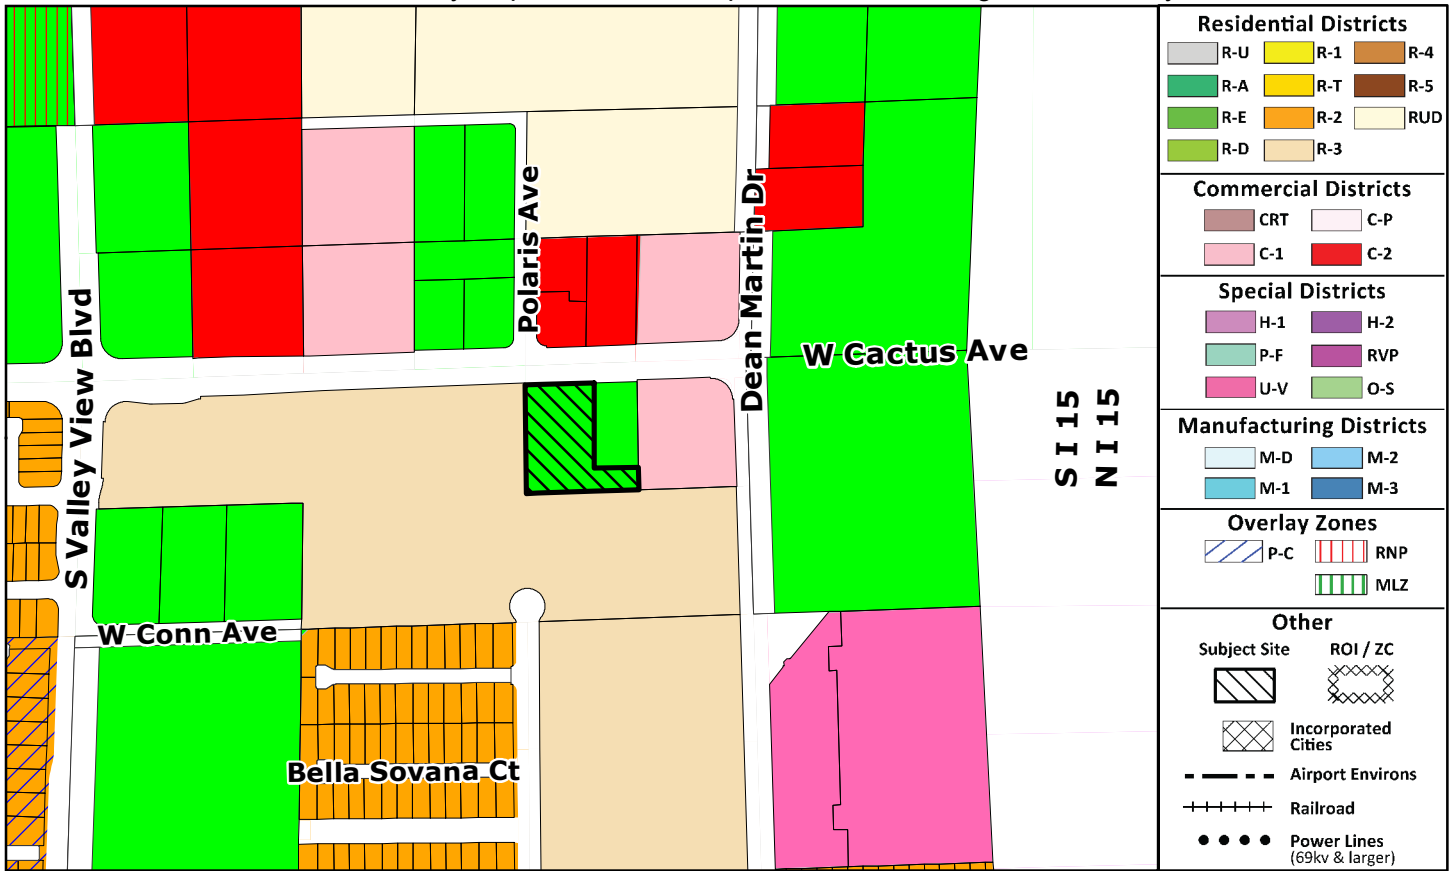 Polaris Ave
Dean Martin Dr
S Valley View Blvd
W Cactus Ave
S I 15
N I 15
W Conn Ave
Bella Sovana Ct
Residential Districts
R-U R-1 R-4
R-A R-T R-5
R-E R-2 RUD
R-D R-3
Commercial Districts
CRT C-P
C-1 C-2
Special Districts
H-1 H-2
P-F RVP
U-V O-S
Manufacturing Districts
M-D M-2
M-1 M-3
Overlay Zones
P-C RNP
MLZ
Other
Subject Site ROI / ZC
Incorporated
Cities
Airport Environs
Railroad
Power Lines
(69kv & larger)